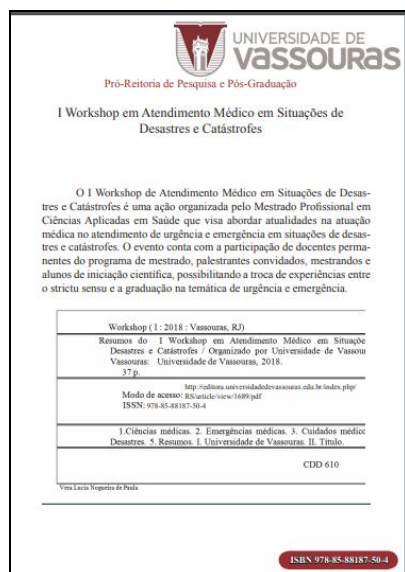 UNIVERSIDADE DE
VASSOURAS
Pró-Reitoria de Pesquisa e Pós-Graduação
I Workshop em Atendimento Médico em Situações de
Desastres e Catástrofes
O I Workshop de Atendimento Médico em Situações de Desas-
tres e Catástrofes é uma ação organizada pelo Mestrado Profissional em
Ciências Aplicadas em Saúde que visa abordar atualidades na atuação
médica no atendimento de urgência e emergência em situações de desas-
tres e catástrofes. O evento conta com a participação de docentes perma-
nentes do programa de mestrado, palestrantes convidados, mestrandos e
alunos de iniciação científica, possibilitando a troca de experiências entre
o strictu sensu e a graduação na temática de urgência e emergência.
Workshop ( I : 2018 : Vassouras, RJ)
Resumos do I Workshop em Atendimento Médico em Situaçõe
Desastres e Catástrofes / Organizado por Universidade de Vassou
Vassouras: Universidade de Vassouras, 2018.
37 p.
http://editora.universidadedevassouras.edu.br/index.php/
Modo de acesso: RS/article/view/1689/pdf
ISSN: 978-85-88187-50-4
1.Ciências médicas. 2. Emergências médicas. 3. Cuidados médicc
Desastres. 5. Resumos. I. Universidade de Vassouras. II. Título.
CDD 610
Vera Lucia Nogueira de Paula
ISBN 978-85-88187-50-4